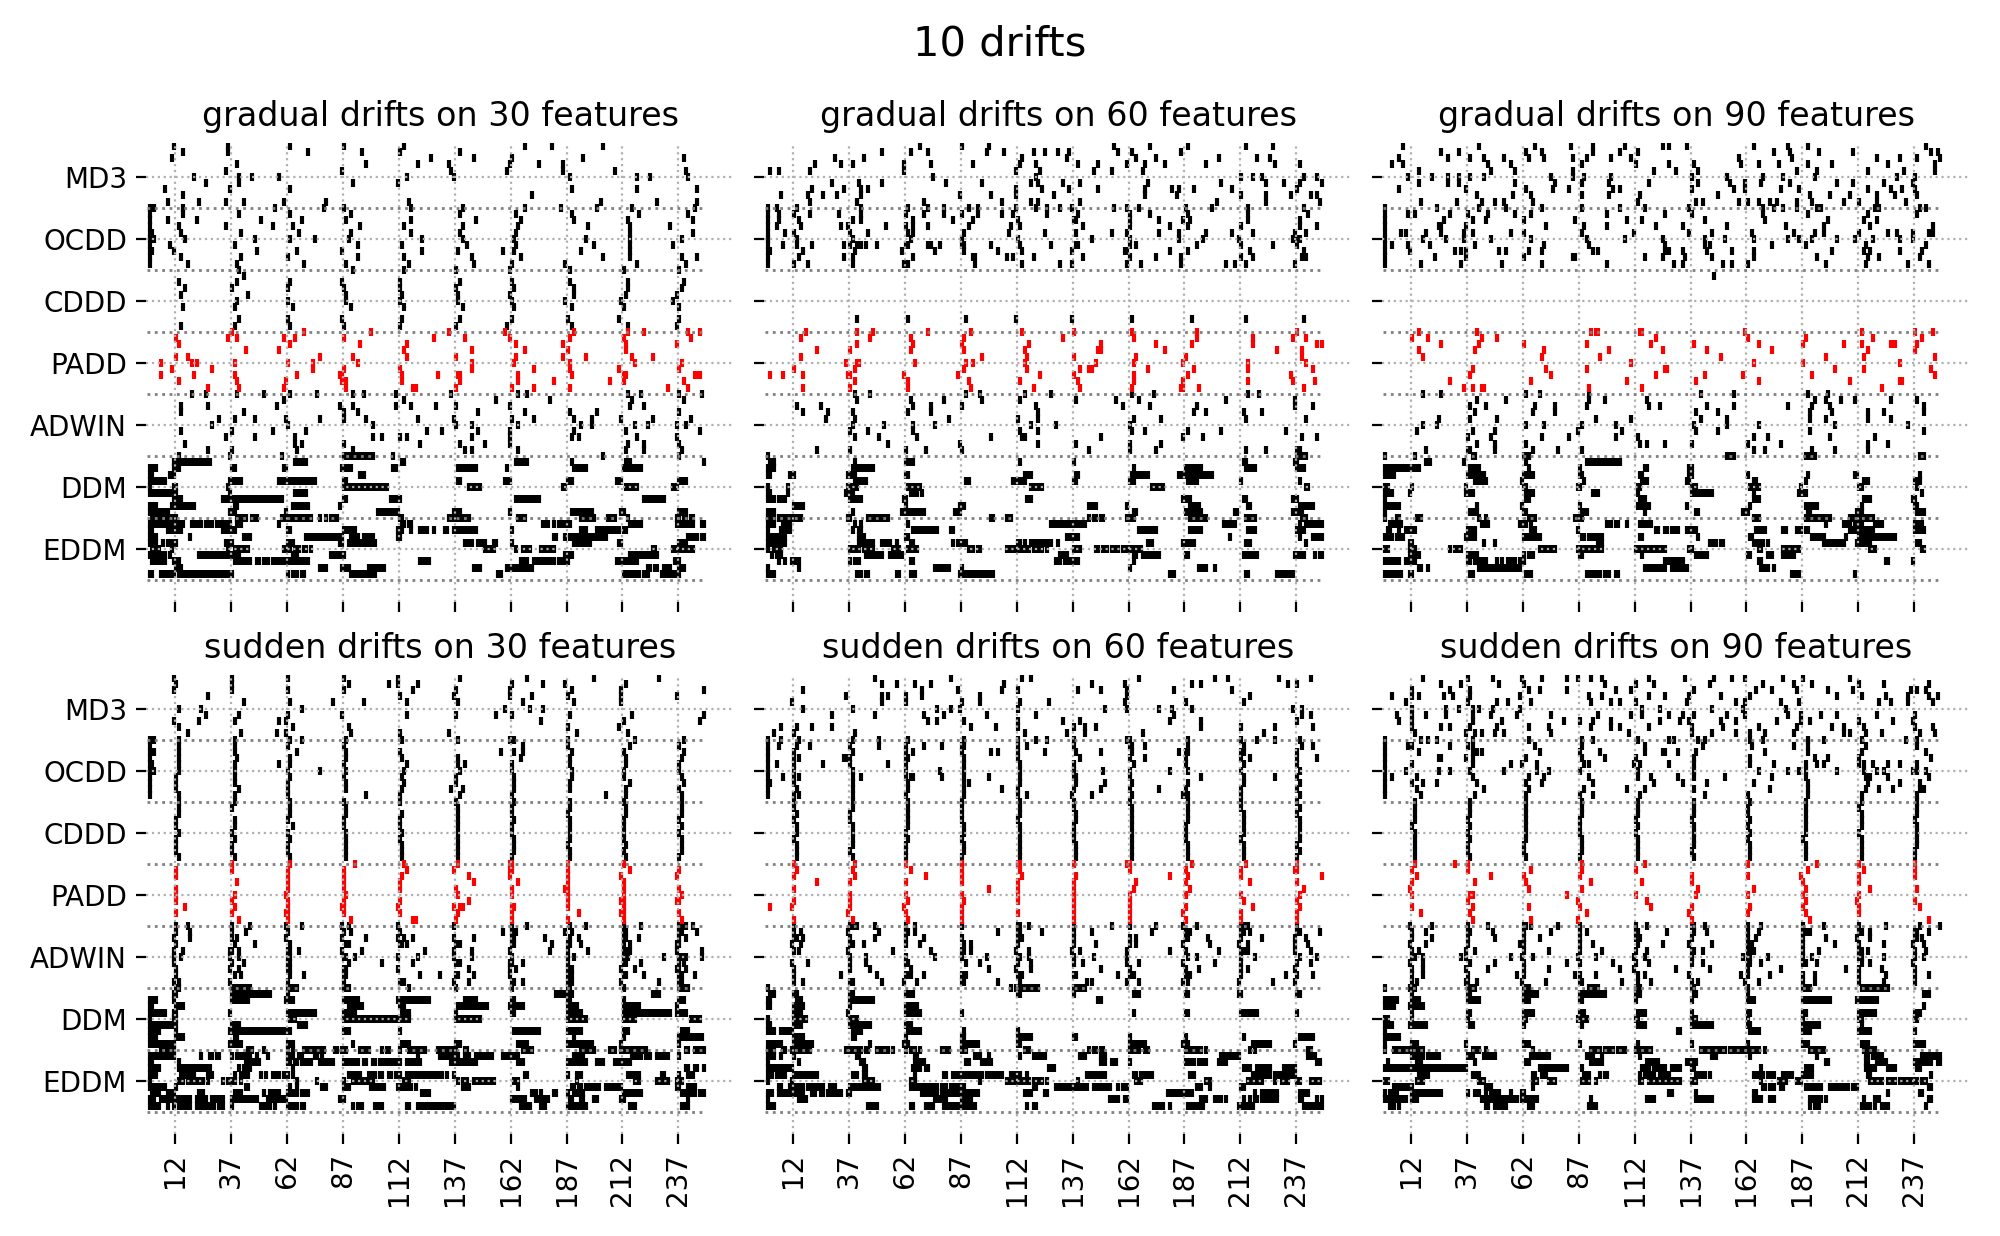 10 drifts
gradual drifts on 30 features
gradual drifts on 60 features
gradual drifts on 90 features
MD3
OCDD
CDDD
PADD
ADWIN
DDM
EDDM
sudden drifts on 30 features
sudden drifts on 60 features
sudden drifts on 90 features
MD3
OCDD
CDDD
PADD
ADWIN
DDM
EDDM
12 37 62 87 112 137 162 187 212 237
12 37 62 87 112 137 162 187 212 237
12 37 62 87 112 137 162 187 212 237